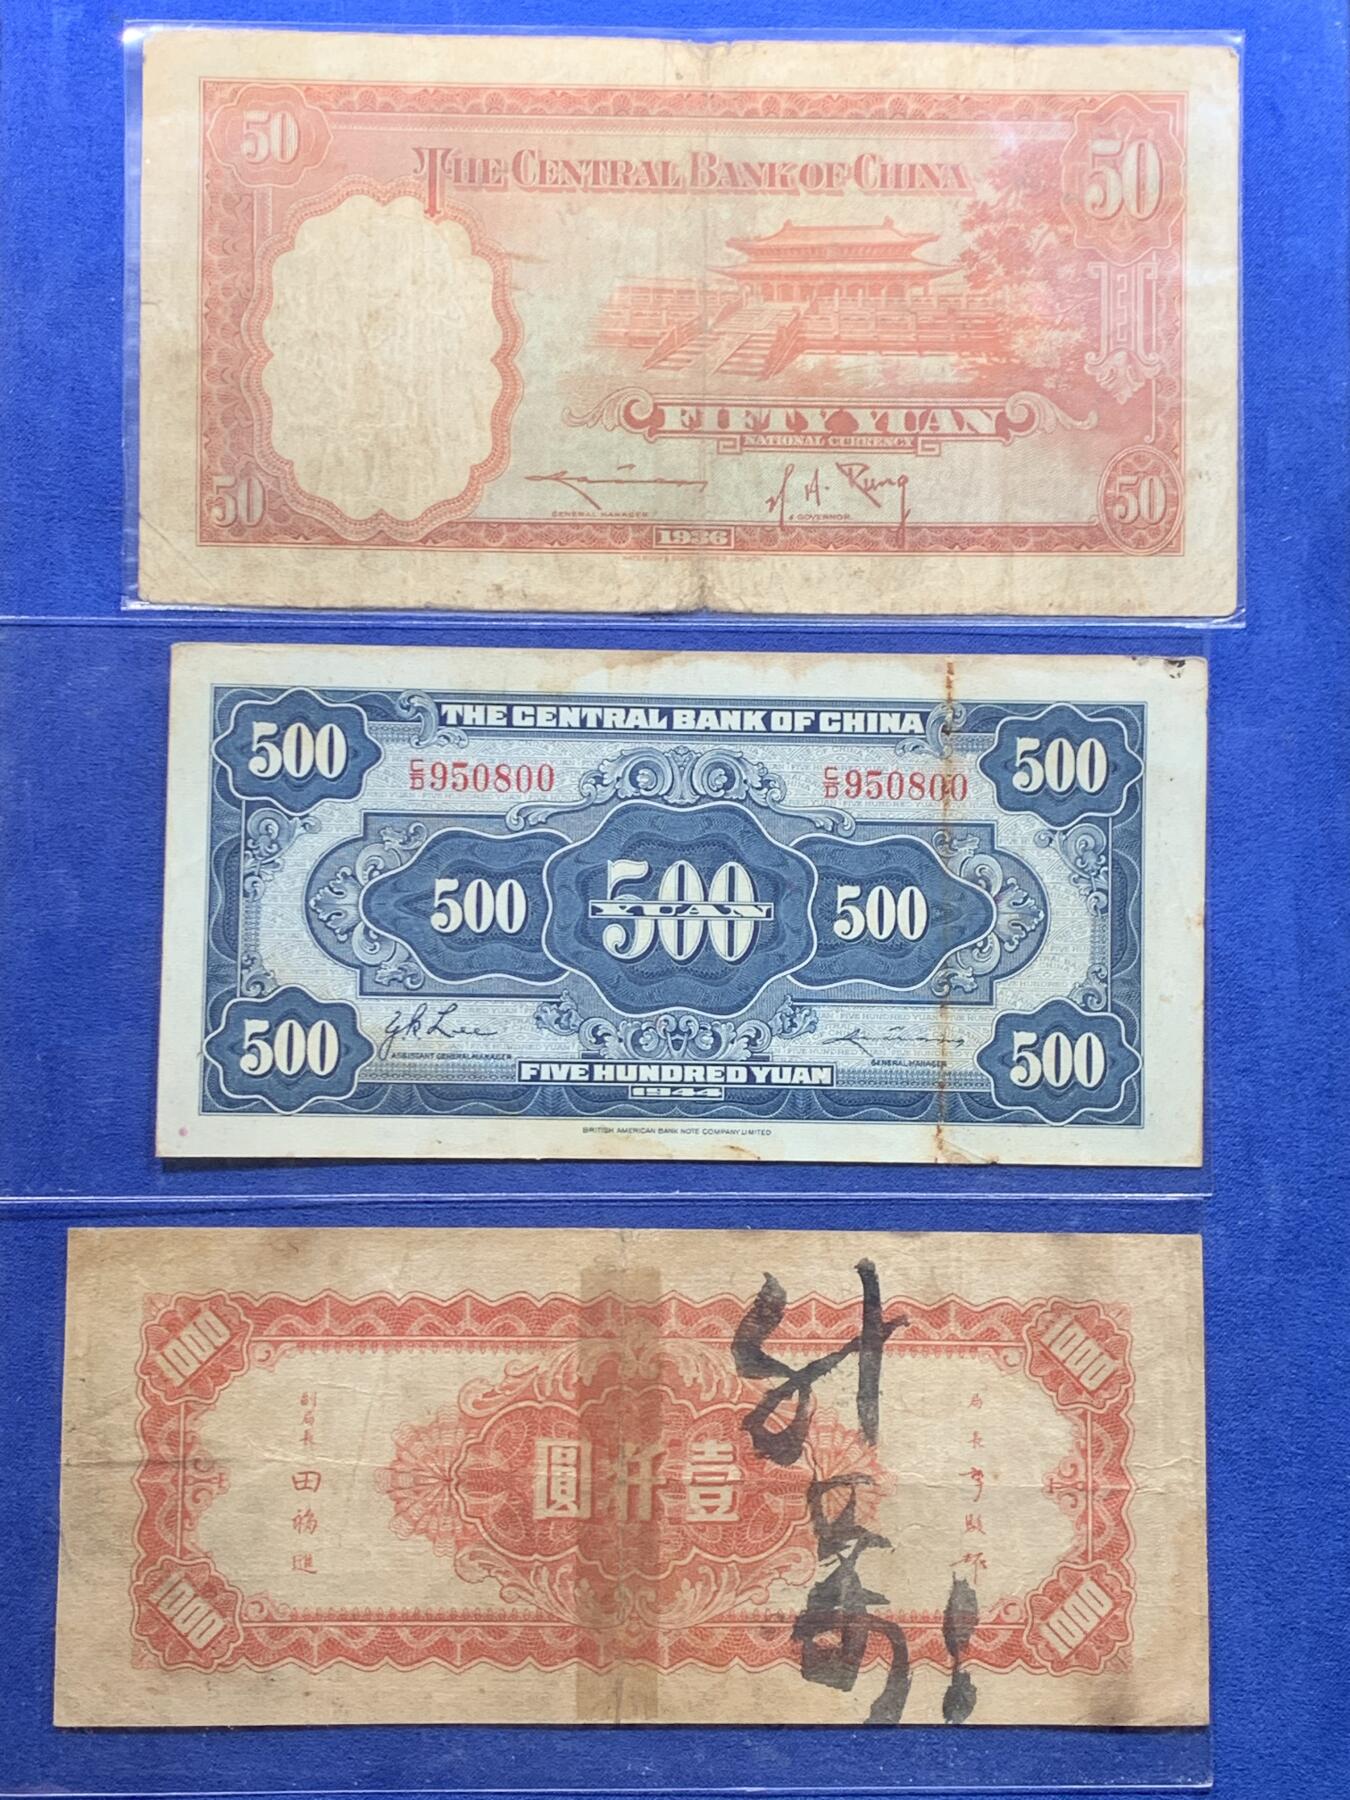 50
50
THE CENTRAL BANK OF CHINA
FIFTY YUAN
NATIONAL CURRENCY
H. H. Kung
GENERAL MANAGER
GOVERNOR
50
1936
50
THE CENTRAL BANK OF CHINA
500
500
C/D 950800
C/D 950800
500
500
YUAN
500
Y K Lee
ASSISTANT GENERAL MANAGER
GENERAL MANAGER
500
500
FIVE HUNDRED YUAN
1944
BRITISH AMERICAN BANK NOTE COMPANY LIMITED
1000
1000
副局長
田福進
圓仟壹
局長
1000
1000